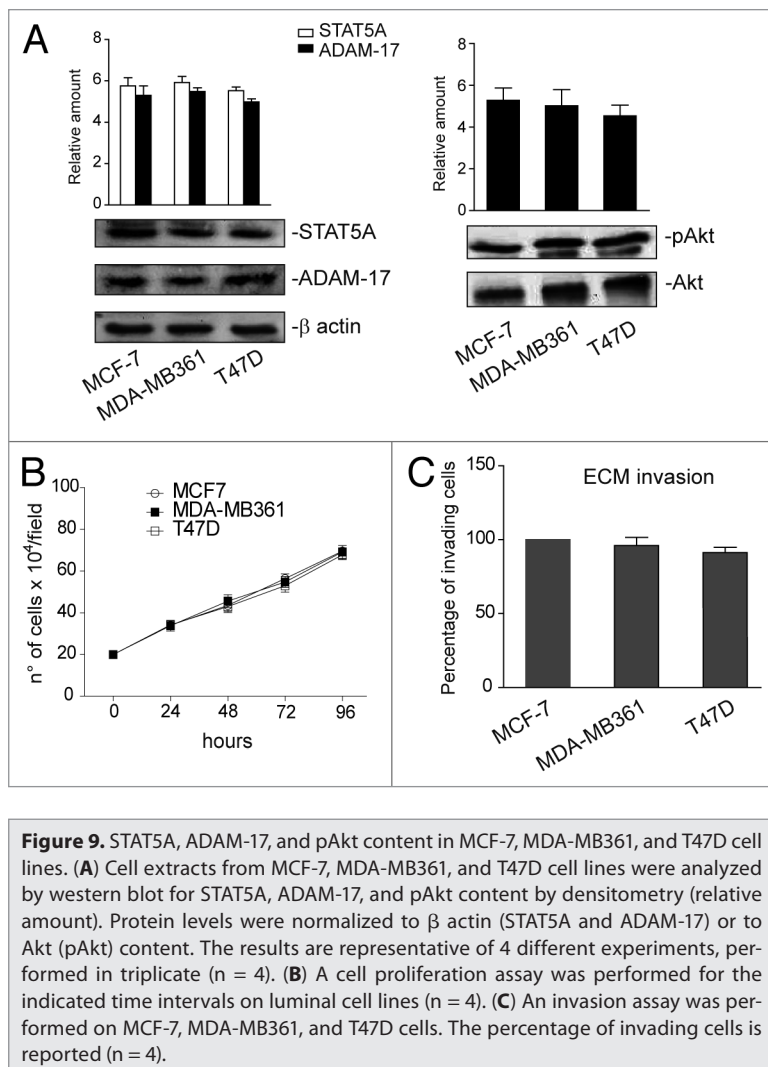 A
STAT5A
ADAM-17
Relative amount
8
6
4
2
0
-STAT5A
-ADAM-17
-β actin
MCF-7
MDA-MB361
T47D
Relative amount
8
6
4
2
0
-pAkt
-Akt
MCF-7
MDA-MB361
T47D
B
n° of cells x 10⁴/field
100
80
60
40
20
0
MCF7
MDA-MB361
T47D
0 24 48 72 96
hours
C
ECM invasion
Percentage of invading cells
150
100
50
0
MCF-7
MDA-MB361
T47D
Figure 9. STAT5A, ADAM-17, and pAkt content in MCF-7, MDA-MB361, and T47D cell
lines. (A) Cell extracts from MCF-7, MDA-MB361, and T47D cell lines were analyzed
by western blot for STAT5A, ADAM-17, and pAkt content by densitometry (relative
amount). Protein levels were normalized to β actin (STAT5A and ADAM-17) or to
Akt (pAkt) content. The results are representative of 4 different experiments, per-
formed in triplicate (n = 4). (B) A cell proliferation assay was performed for the
indicated time intervals on luminal cell lines (n = 4). (C) An invasion assay was per-
formed on MCF-7, MDA-MB361, and T47D cells. The percentage of invading cells is
reported (n = 4).